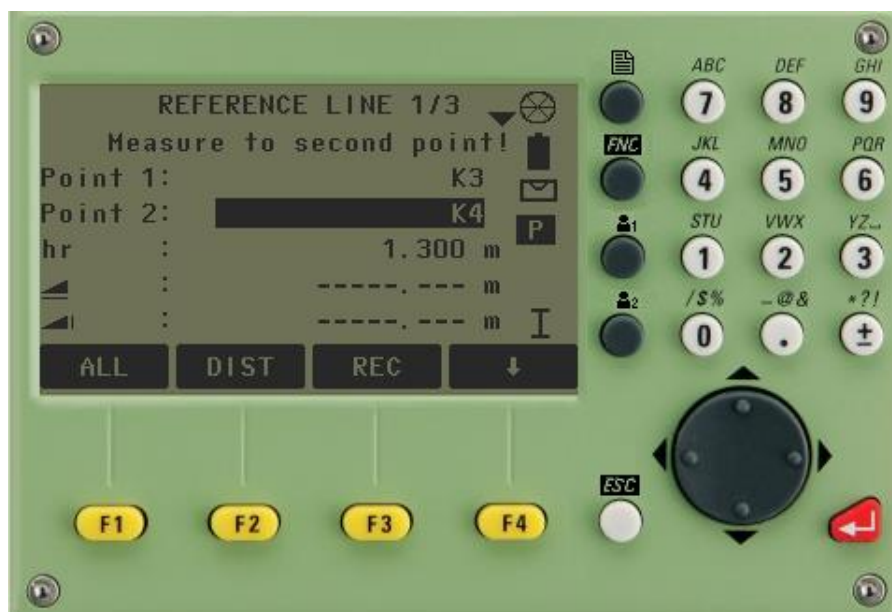 REFERENCE LINE 1/3
Measure to second point!
Point 1: K3
Point 2: K4
P
hr : 1.300 m
: -----.--- m
: -----.--- m
ALL DIST REC
F1 F2 F3 F4
ABC DEF GHI
7 8 9
FNC JKL MNO PQR
4 5 6
1 STU VWX YZ
1 2 3
2 /$% _@& *?!
0 . ±
ESC